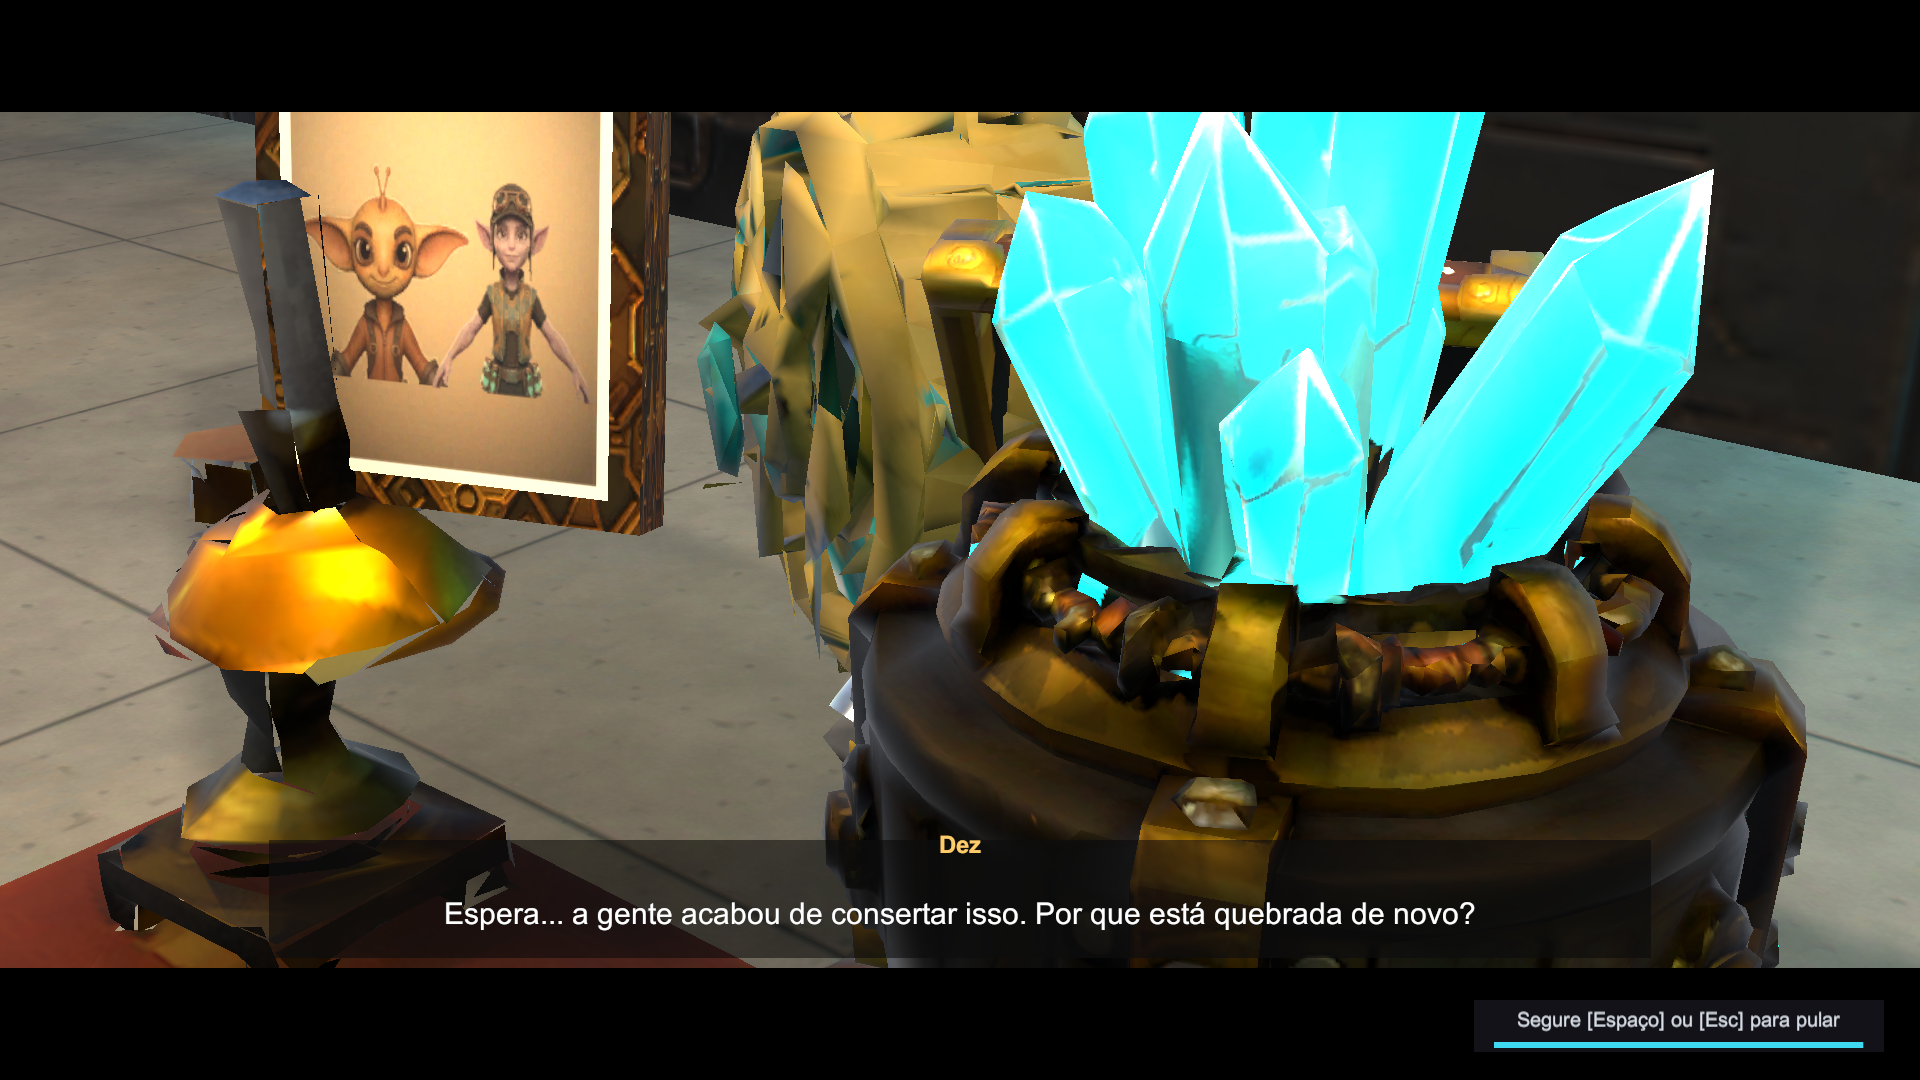 Dez
Espera... a gente acabou de consertar isso. Por que está quebrada de novo?
Segure [Espaço] ou [Esc] para pular